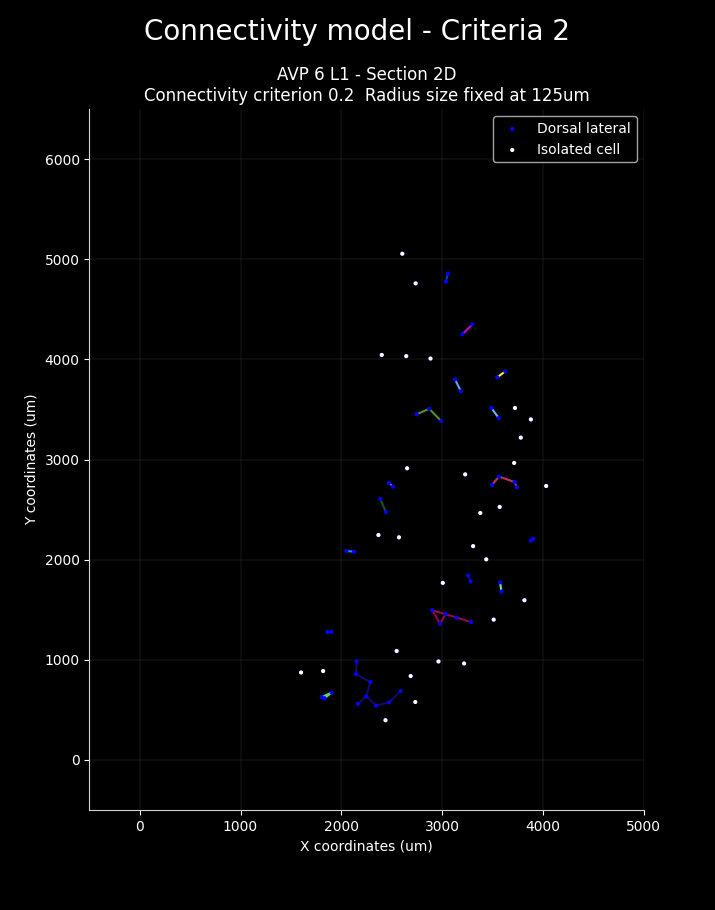 Connectivity model - Criteria 2
AVP 6 L1 - Section 2D
Connectivity criterion 0.2  Radius size fixed at 125um
Dorsal lateral
Isolated cell
6000
5000
4000
3000
2000
1000
0
Y coordinates (um)
0 1000 2000 3000 4000 5000
X coordinates (um)